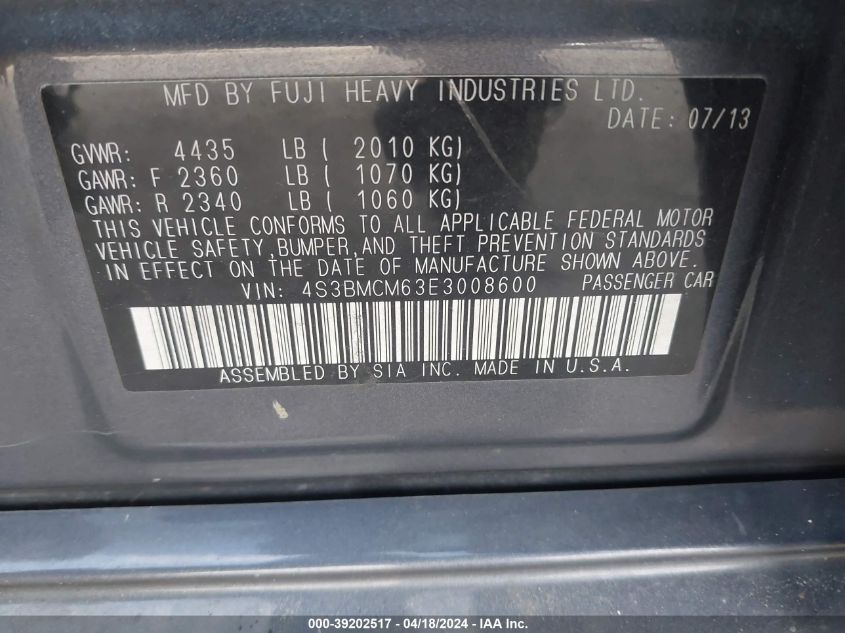 MFD BY FUJI HEAVY INDUSTRIES LTD.
DATE: 07/13
GVWR: 4435 LB ( 2010 KG)
GAWR: F 2360 LB ( 1070 KG)
GAWR: R 2340 LB ( 1060 KG)
THIS VEHICLE CONFORMS TO ALL APPLICABLE FEDERAL MOTOR
VEHICLE SAFETY,BUMPER,AND THEFT PREVENTION STANDARDS
IN EFFECT ON THE DATE OF MANUFACTURE SHOWN ABOVE.
VIN: 4S3BMCM63E3008600 PASSENGER CAR
ASSEMBLED BY SIA INC. MADE IN U.S.A.
000-39202517 - 04/18/2024 - IAA Inc.